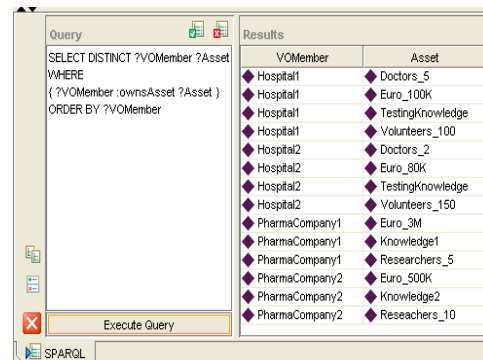 Query
SELECT DISTINCT ?VOMember ?Asset
WHERE
{ ?VOMember :ownsAsset ?Asset }
ORDER BY ?VOMember
Execute Query
Results
VOMember Asset
Hospital1 Doctors_5
Hospital1 Euro_100K
Hospital1 TestingKnowledge
Hospital1 Volunteers_100
Hospital2 Doctors_2
Hospital2 Euro_80K
Hospital2 TestingKnowledge
Hospital2 Volunteers_150
PharmaCompany1 Euro_3M
PharmaCompany1 Knowledge1
PharmaCompany1 Researchers_5
PharmaCompany2 Euro_500K
PharmaCompany2 Knowledge2
PharmaCompany2 Reseachers_10
SPARQL